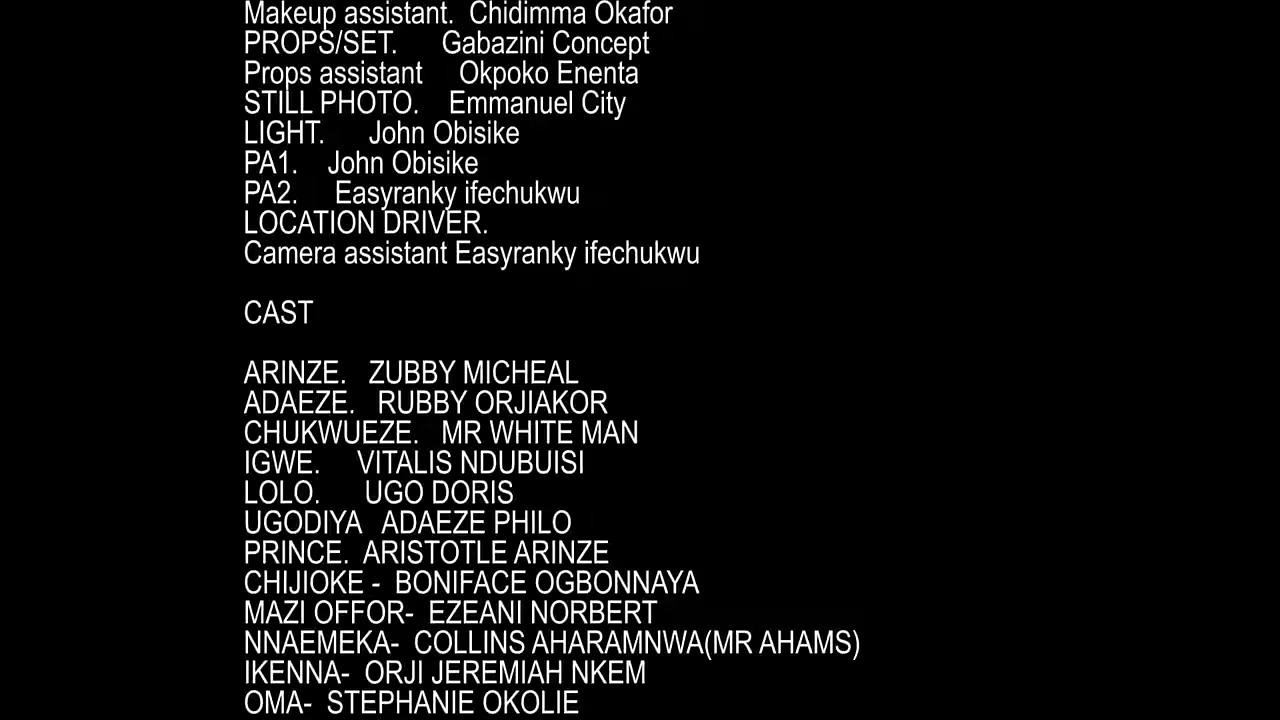 Makeup assistant. Chidimma Okafor
PROPS/SET. Gabazini Concept
Props assistant Okpoko Enenta
STILL PHOTO. Emmanuel City
LIGHT. John Obisike
PA1. John Obisike
PA2. Easyranky ifechukwu
LOCATION DRIVER.
Camera assistant Easyranky ifechukwu
CAST
ARINZE. ZUBBY MICHEAL
ADAEZE. RUBBY ORJIAKOR
CHUKWUEZE. MR WHITE MAN
IGWE. VITALIS NDUBUISI
LOLO. UGO DORIS
UGODIYA ADAEZE PHILO
PRINCE. ARISTOTLE ARINZE
CHIJIOKE - BONIFACE OGBONNAYA
MAZI OFFOR- EZEANI NORBERT
NNAEMEKA- COLLINS AHARAMNWA(MR AHAMS)
IKENNA- ORJI JEREMIAH NKEM
OMA- STEPHANIE OKOLIE